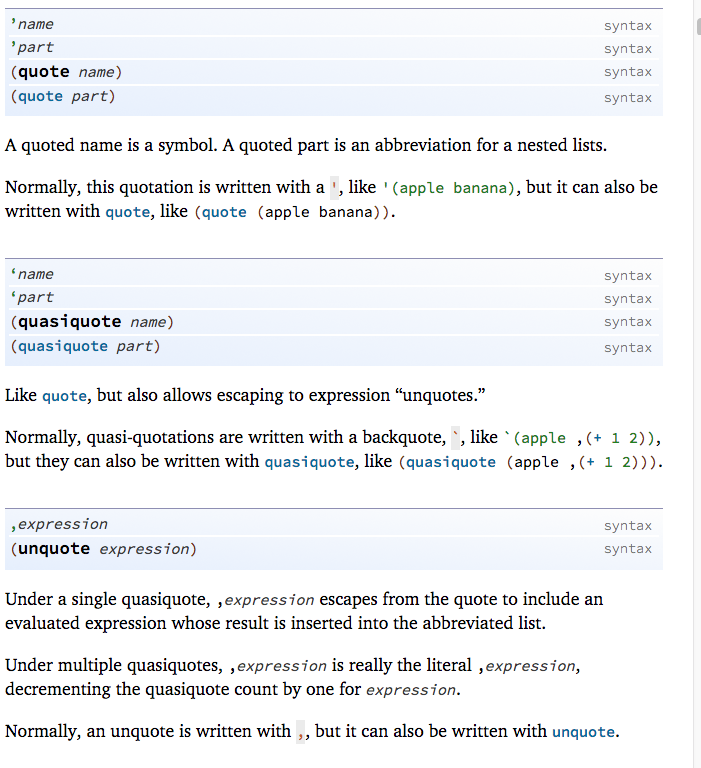 ’name syntax
’part syntax
(quote name) syntax
(quote part) syntax
A quoted name is a symbol. A quoted part is an abbreviation for a nested lists.
Normally, this quotation is written with a ', like '(apple banana), but it can also be
written with quote, like (quote (apple banana)).
‘name syntax
‘part syntax
(quasiquote name) syntax
(quasiquote part) syntax
Like quote, but also allows escaping to expression “unquotes.”
Normally, quasi-quotations are written with a backquote, `, like `(apple ,(+ 1 2)),
but they can also be written with quasiquote, like (quasiquote (apple ,(+ 1 2))).
,expression syntax
(unquote expression) syntax
Under a single quasiquote, ,expression escapes from the quote to include an
evaluated expression whose result is inserted into the abbreviated list.
Under multiple quasiquotes, ,expression is really the literal ,expression,
decrementing the quasiquote count by one for expression.
Normally, an unquote is written with ,, but it can also be written with unquote.